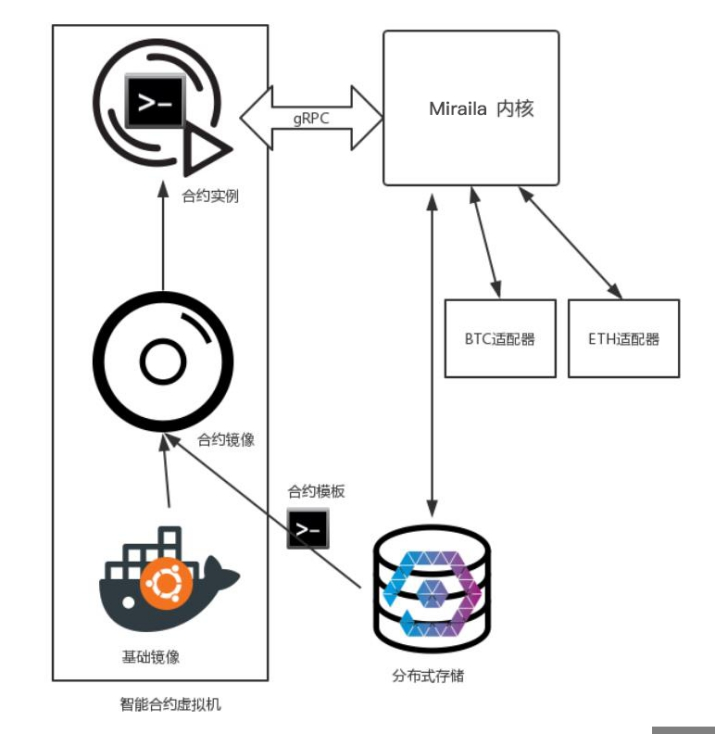 Miraila 内核
gRPC
合约实例
BTC适配器
ETH适配器
合约镜像
合约模板
基础镜像
分布式存储
智能合约虚拟机